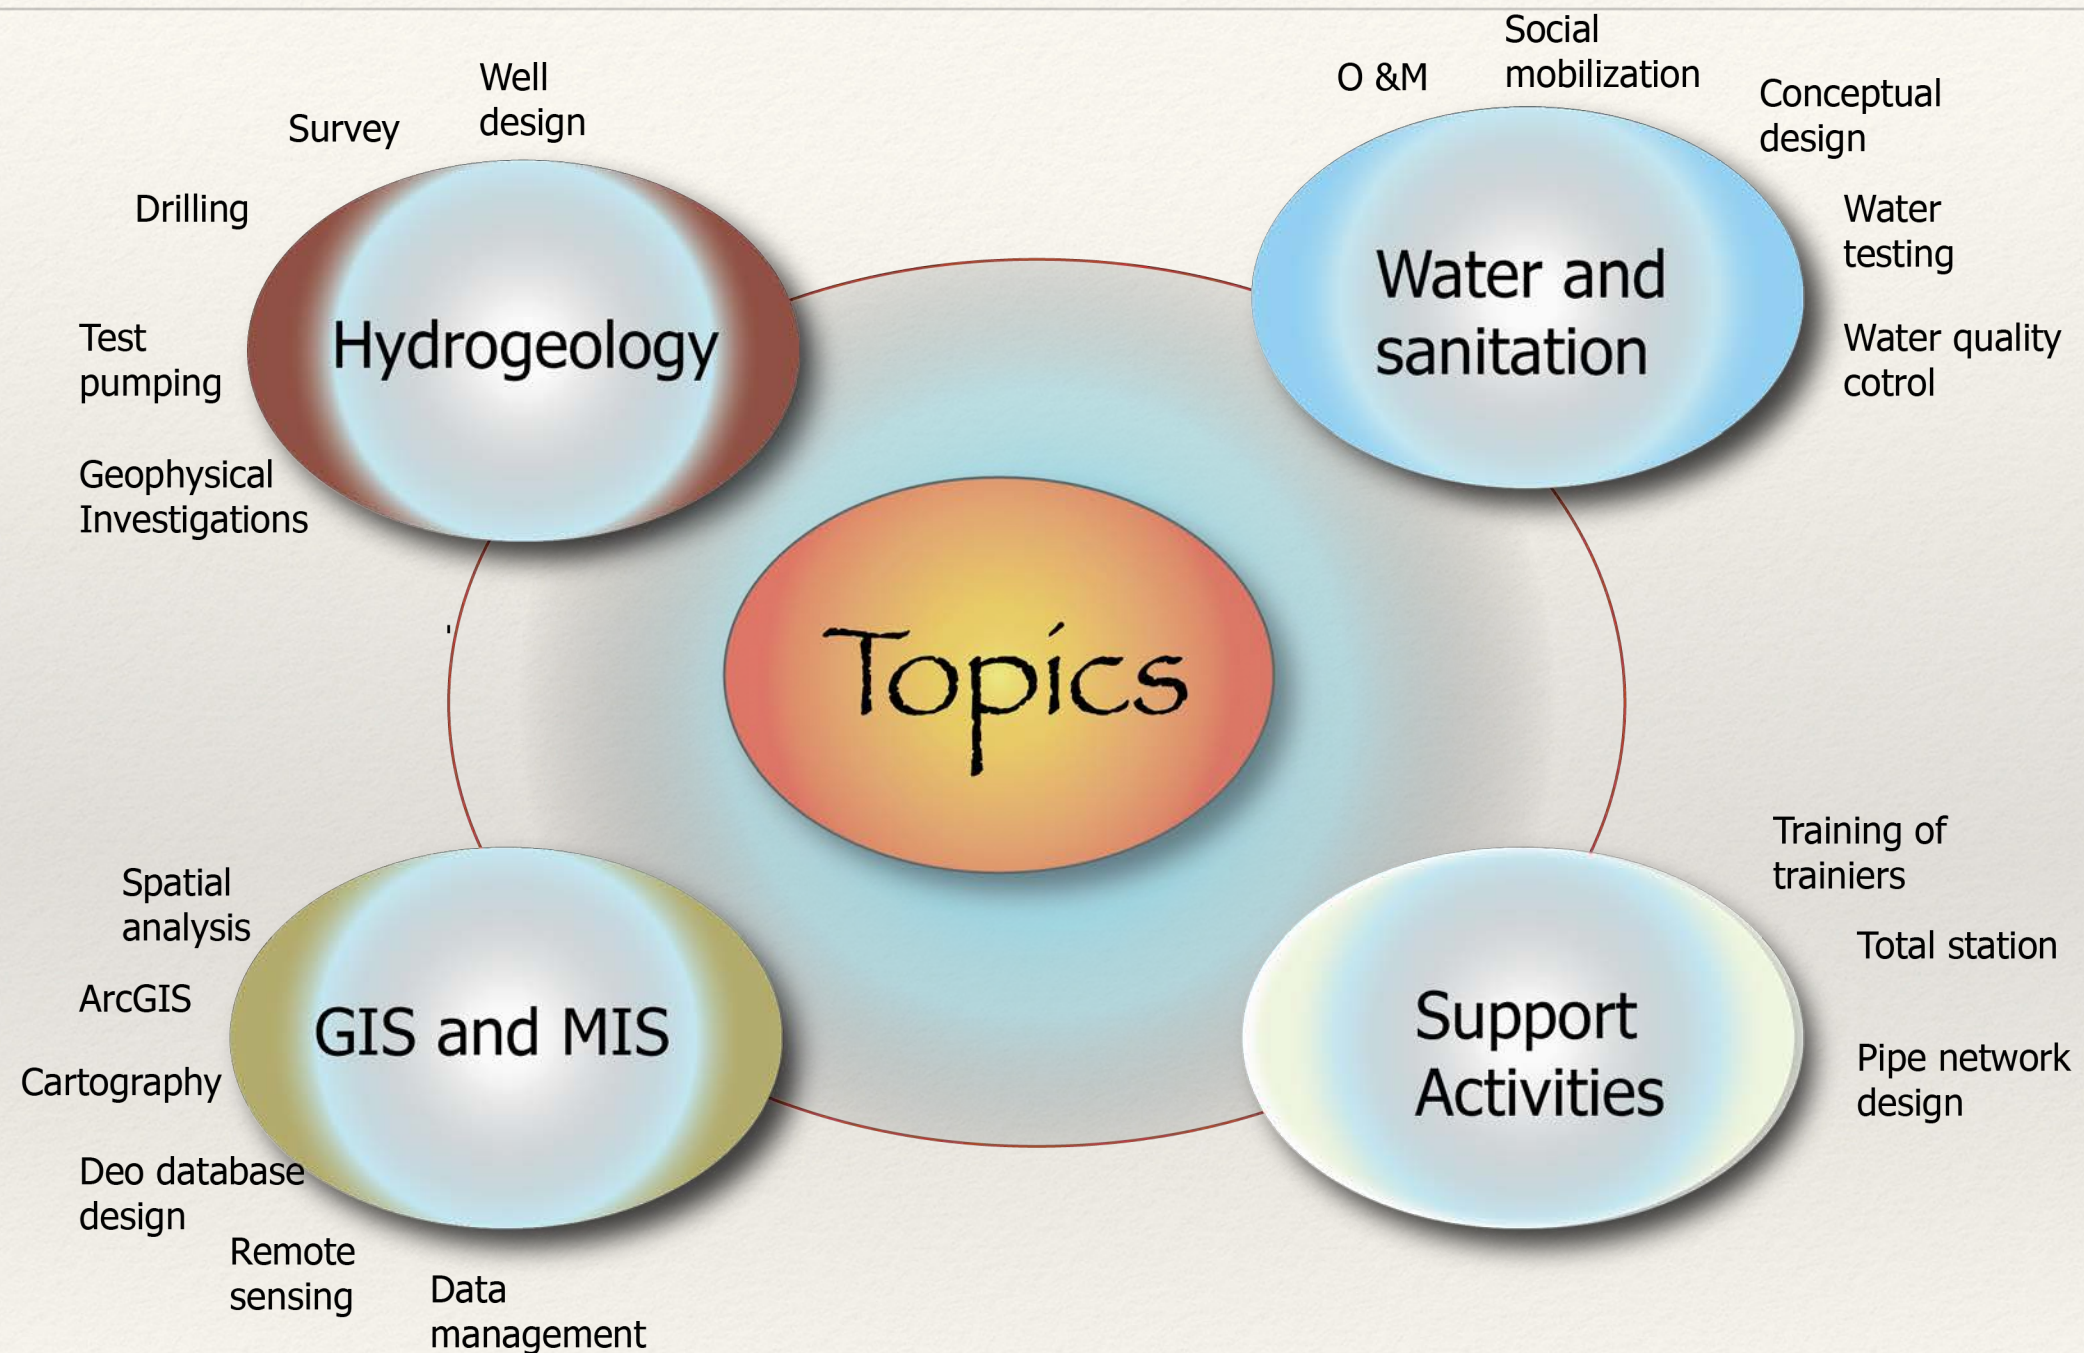 Well
design
Survey
Drilling
Test
pumping
Geophysical
Investigations
Hydrogeology
O &M
Social
mobilization
Conceptual
design
Water
testing
Water quality
cotrol
Water and
sanitation
Topics
Spatial
analysis
ArcGIS
Cartography
Deo database
design
Remote
sensing
Data
management
GIS and MIS
Training of
trainiers
Total station
Pipe network
design
Support
Activities